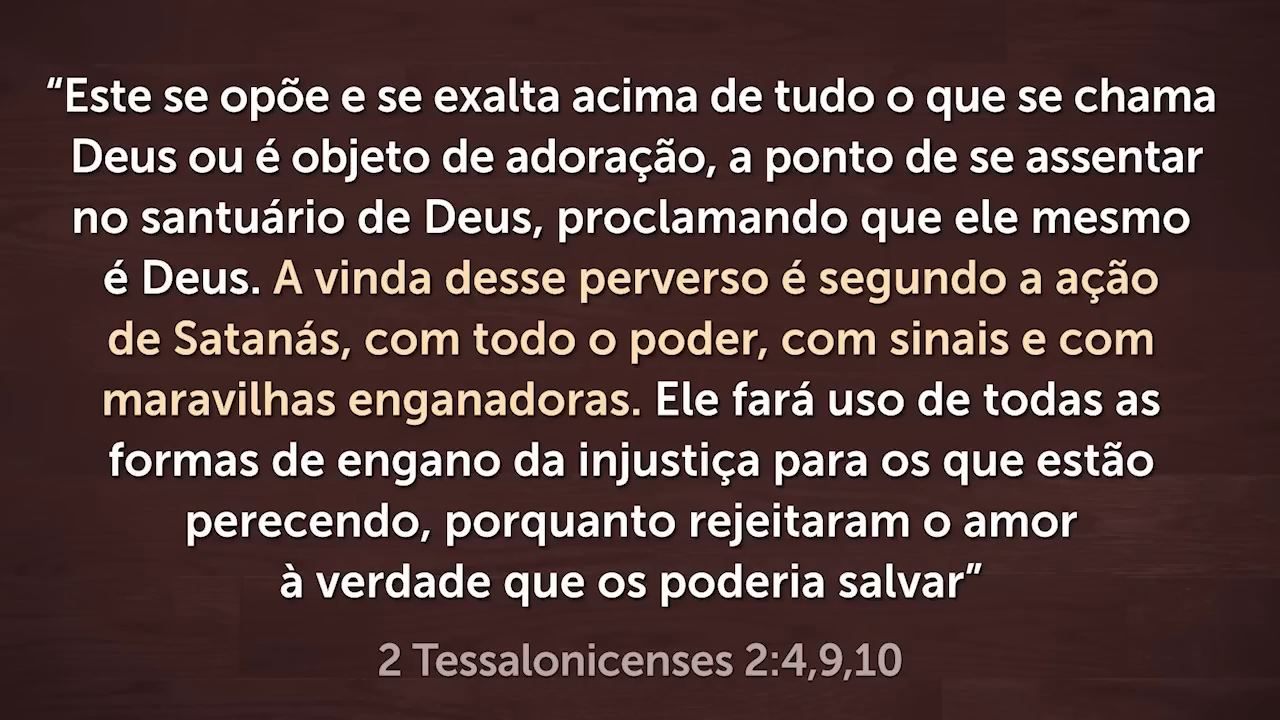 “Este se opõe e se exalta acima de tudo o que se chama
Deus ou é objeto de adoração, a ponto de se assentar
no santuário de Deus, proclamando que ele mesmo
é Deus. A vinda desse perverso é segundo a ação
de Satanás, com todo o poder, com sinais e com
maravilhas enganadoras. Ele fará uso de todas as
formas de engano da injustiça para os que estão
perecendo, porquanto rejeitaram o amor
à verdade que os poderia salvar”
2 Tessalonicenses 2:4,9,10